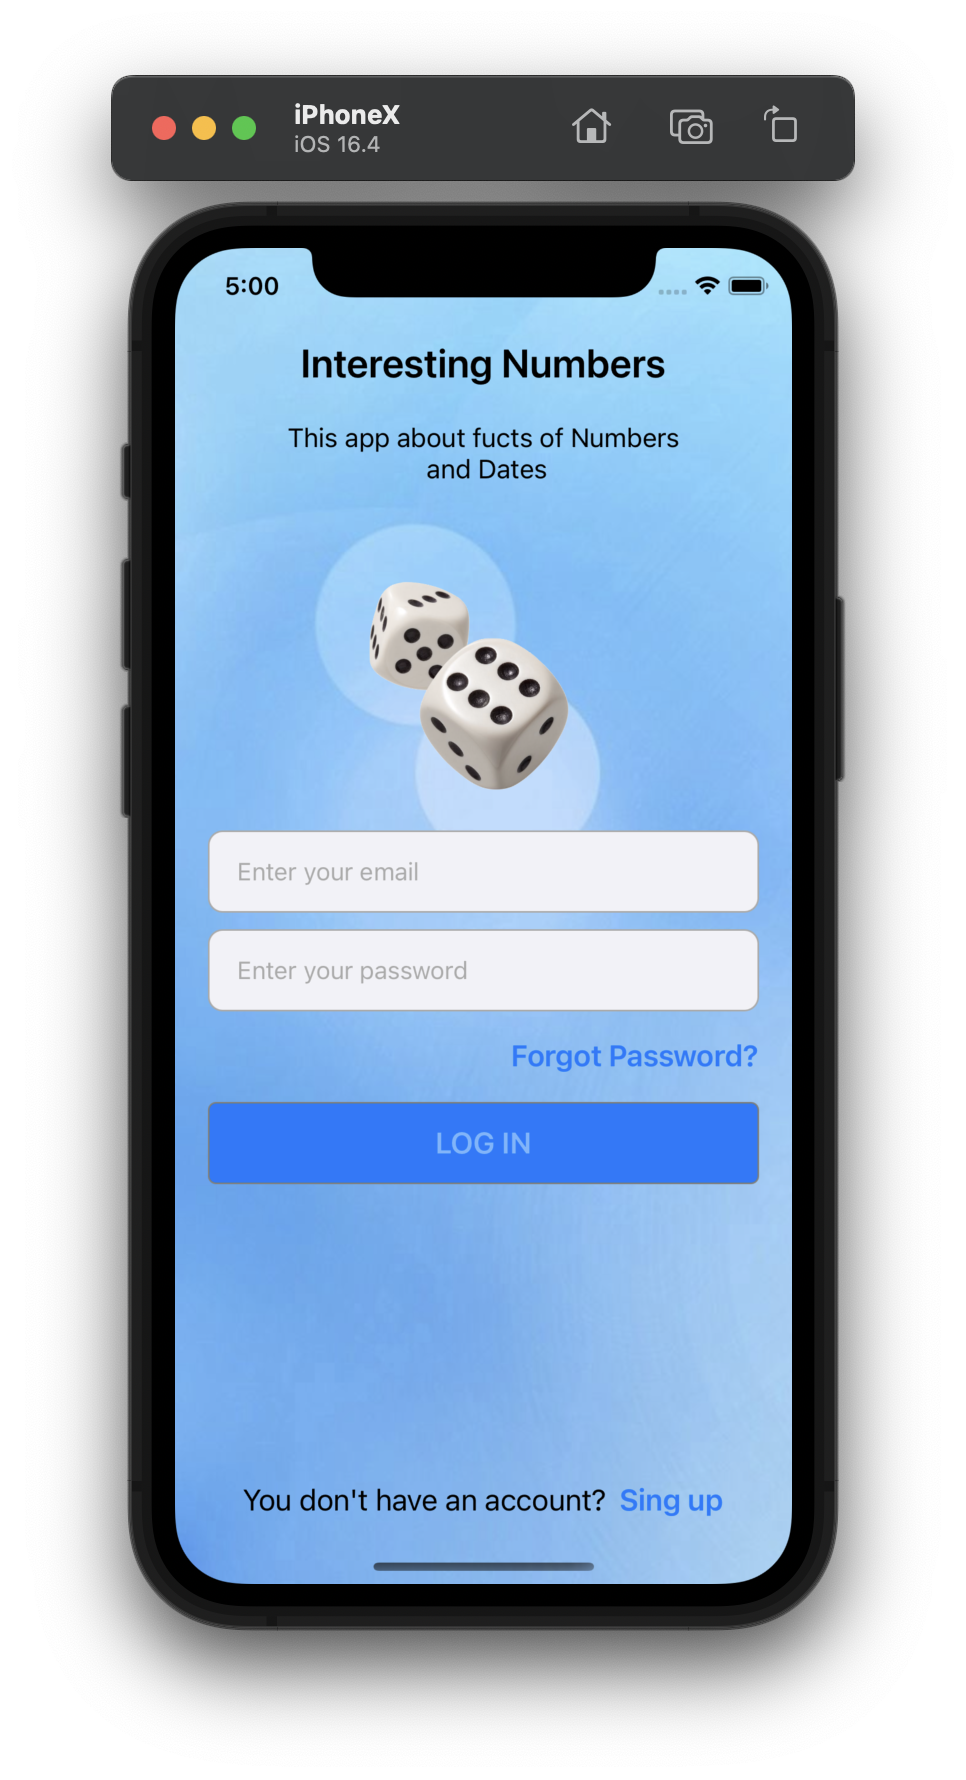 iPhoneX
iOS 16.4
5:00
Interesting Numbers
This app about fucts of Numbers
and Dates
Enter your email
Enter your password
Forgot Password?
LOG IN
You don't have an account? Sing up